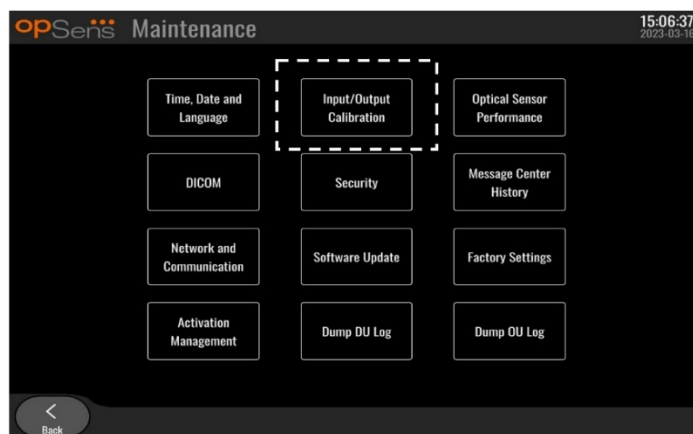 opSens Maintenance
15:06:37
2023-03-16
Time, Date and
Language
Input/Output
Calibration
Optical Sensor
Performance
DICOM
Security
Message Center
History
Network and
Communication
Software Update
Factory Settings
Activation
Management
Dump DU Log
Dump OU Log
Back